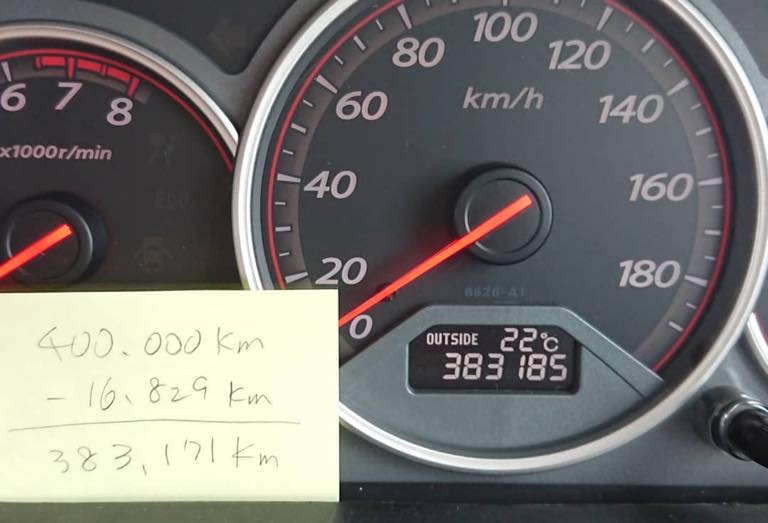 6 7 8
x1000r/min
0 20 40 60 80 100 120 140 160 180
km/h
8626-A1
OUTSIDE 22℃
383185
400.000 km
- 16.829 km
383,171 km